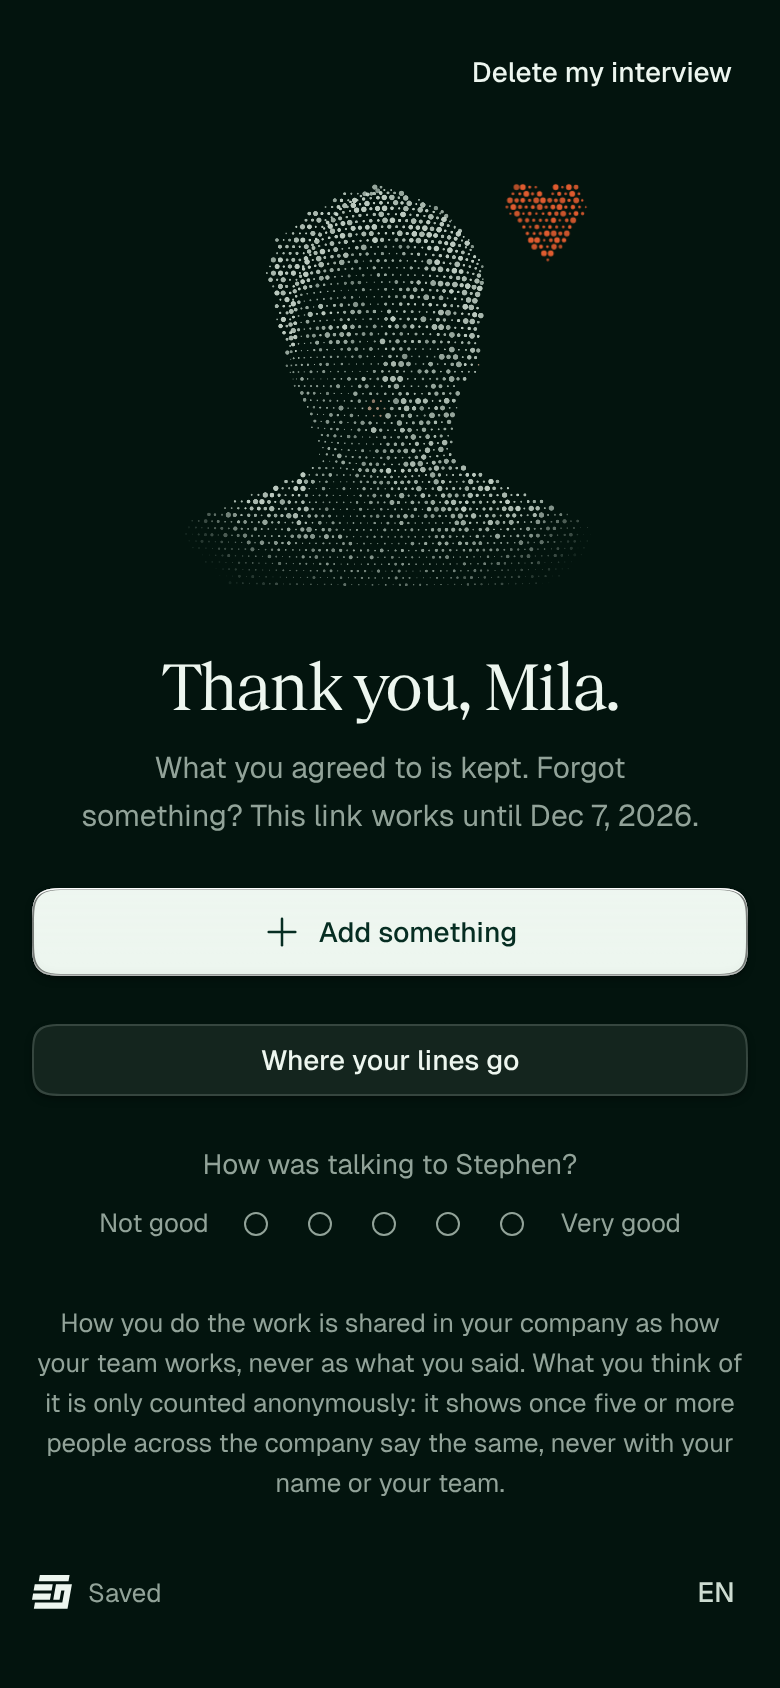 Delete my interview
Thank you, Mila.
What you agreed to is kept. Forgot
something? This link works until Dec 7, 2026.
Add something
Where your lines go
How was talking to Stephen?
Not good Very good
How you do the work is shared in your company as how
your team works, never as what you said. What you think of
it is only counted anonymously: it shows once five or more
people across the company say the same, never with your
name or your team.
Saved EN